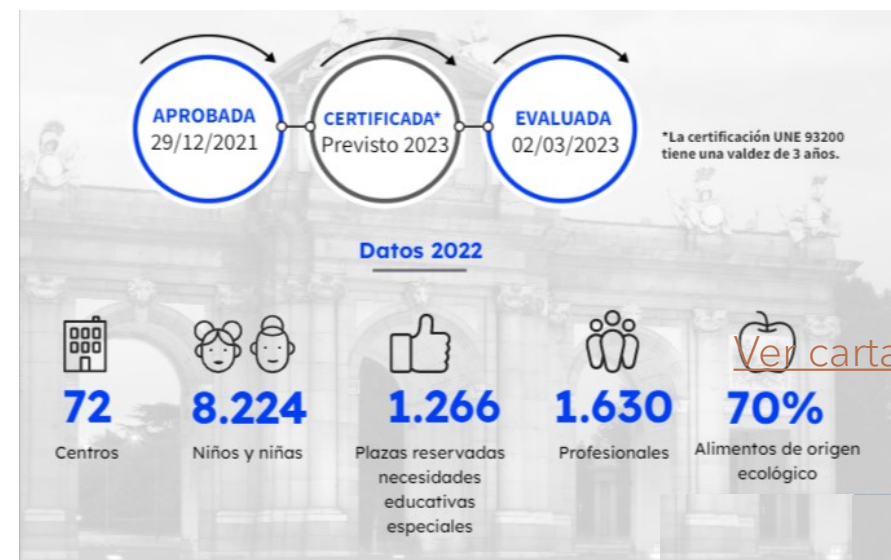 APROBADA
29/12/2021
CERTIFICADA*
Previsto 2023
EVALUADA
02/03/2023
*La certificación UNE 93200
tiene una valdez de 3 años.
Datos 2022
72
Centros
8.224
Niños y niñas
1.266
Plazas reservadas
necesidades
educativas
especiales
1.630
Profesionales
Ver carta
70%
Alimentos de origen
ecológico